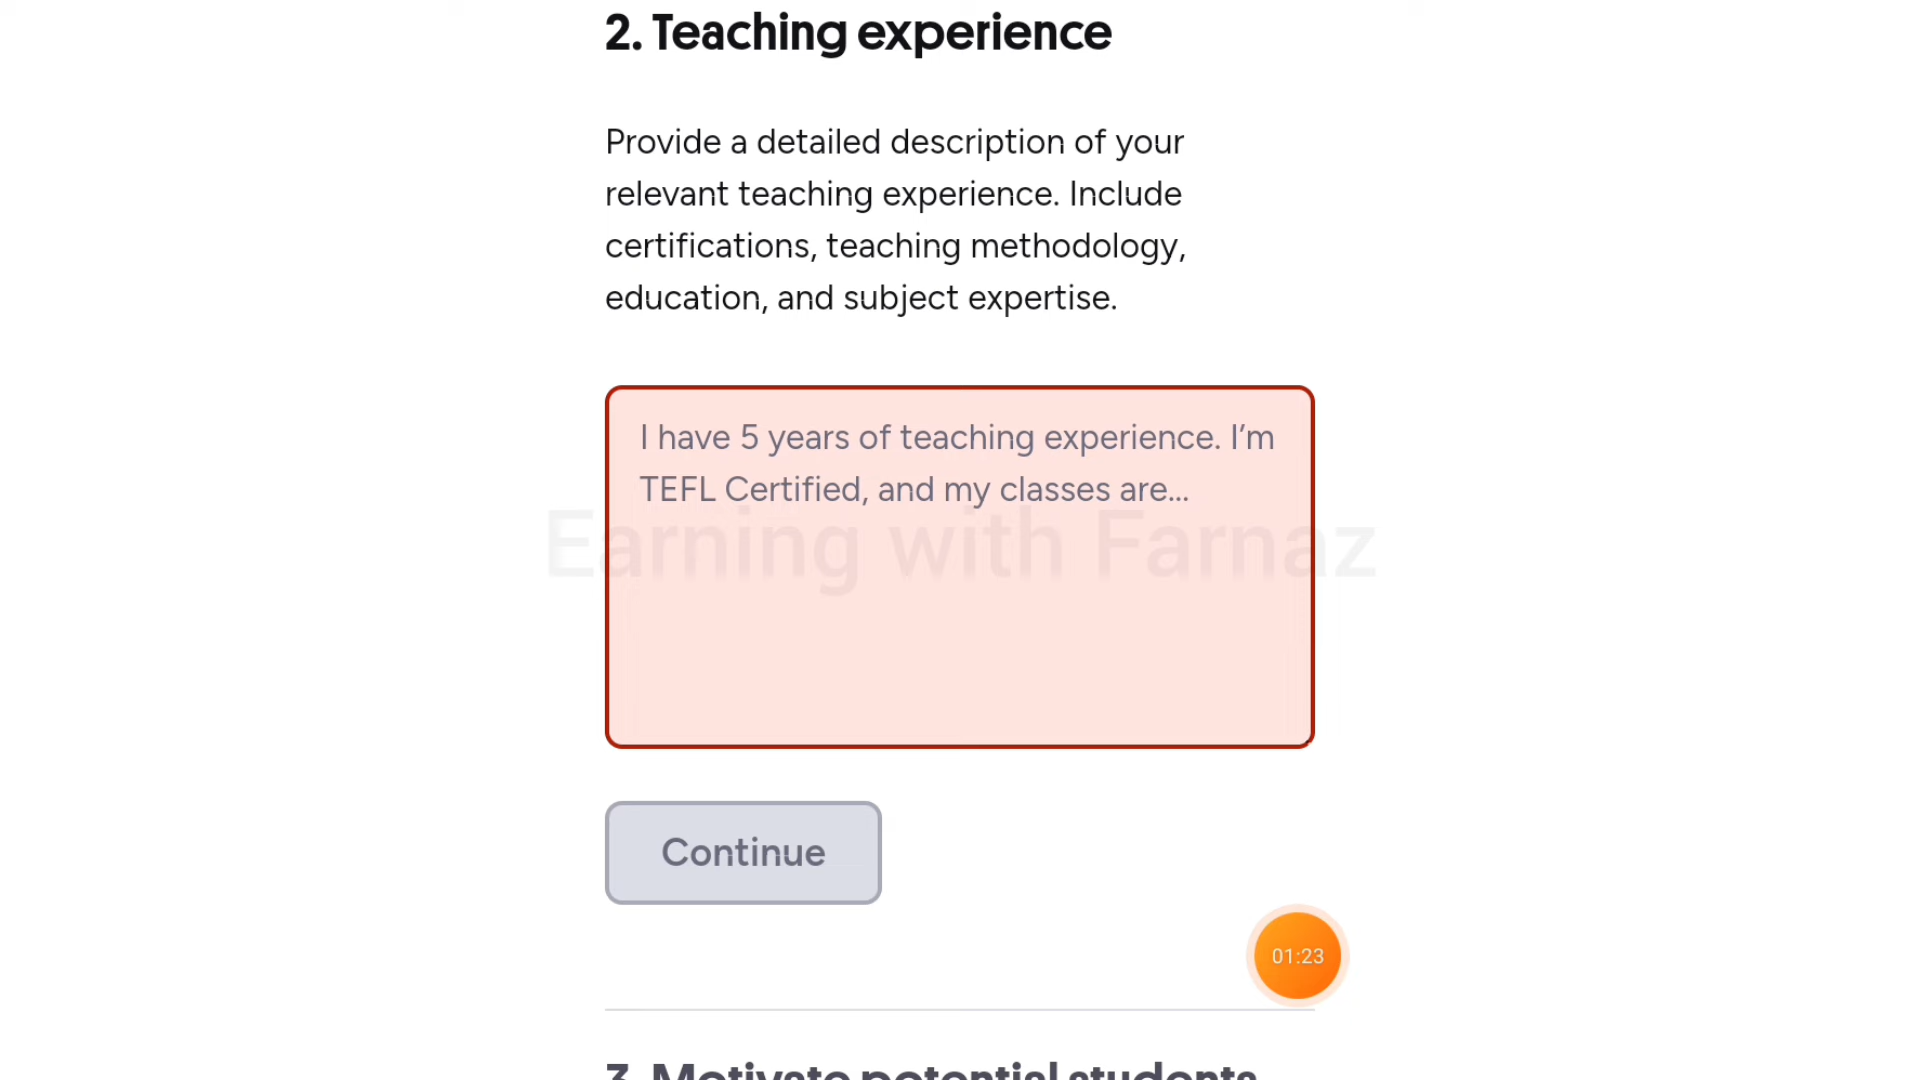 2. Teaching experience
Provide a detailed description of your
relevant teaching experience. Include
certifications, teaching methodology,
education, and subject expertise.
I have 5 years of teaching experience. I’m
TEFL Certified, and my classes are...
Earning with Farnaz
Continue
01:23
3. Motivate potential students